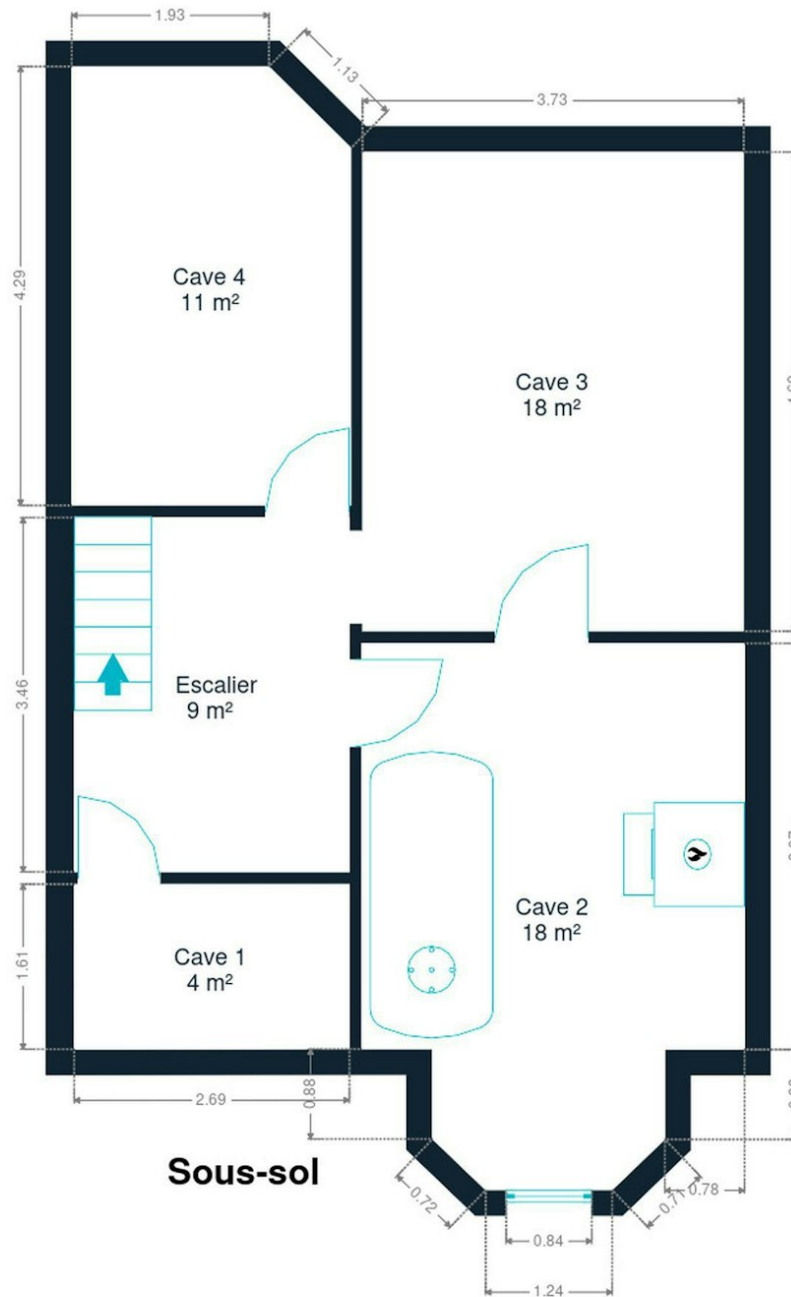 1.93
1.13
3.73
4.29
Cave 4
11 m²
Cave 3
18 m²
3.46
Escalier
9 m²
Cave 2
18 m²
Cave 1
4 m²
1.61
2.69
0.88
Sous-sol
0.72
0.71
0.78
0.84
1.24